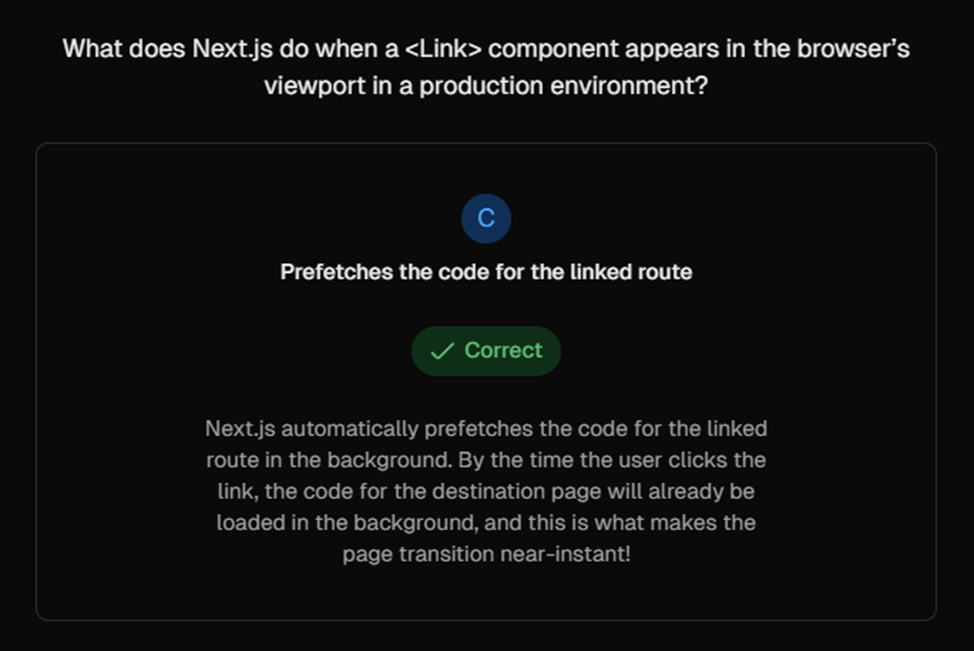 What does Next.js do when a <Link> component appears in the browser’s
viewport in a production environment?
C
Prefetches the code for the linked route
Correct
Next.js automatically prefetches the code for the linked
route in the background. By the time the user clicks the
link, the code for the destination page will already be
loaded in the background, and this is what makes the
page transition near-instant!